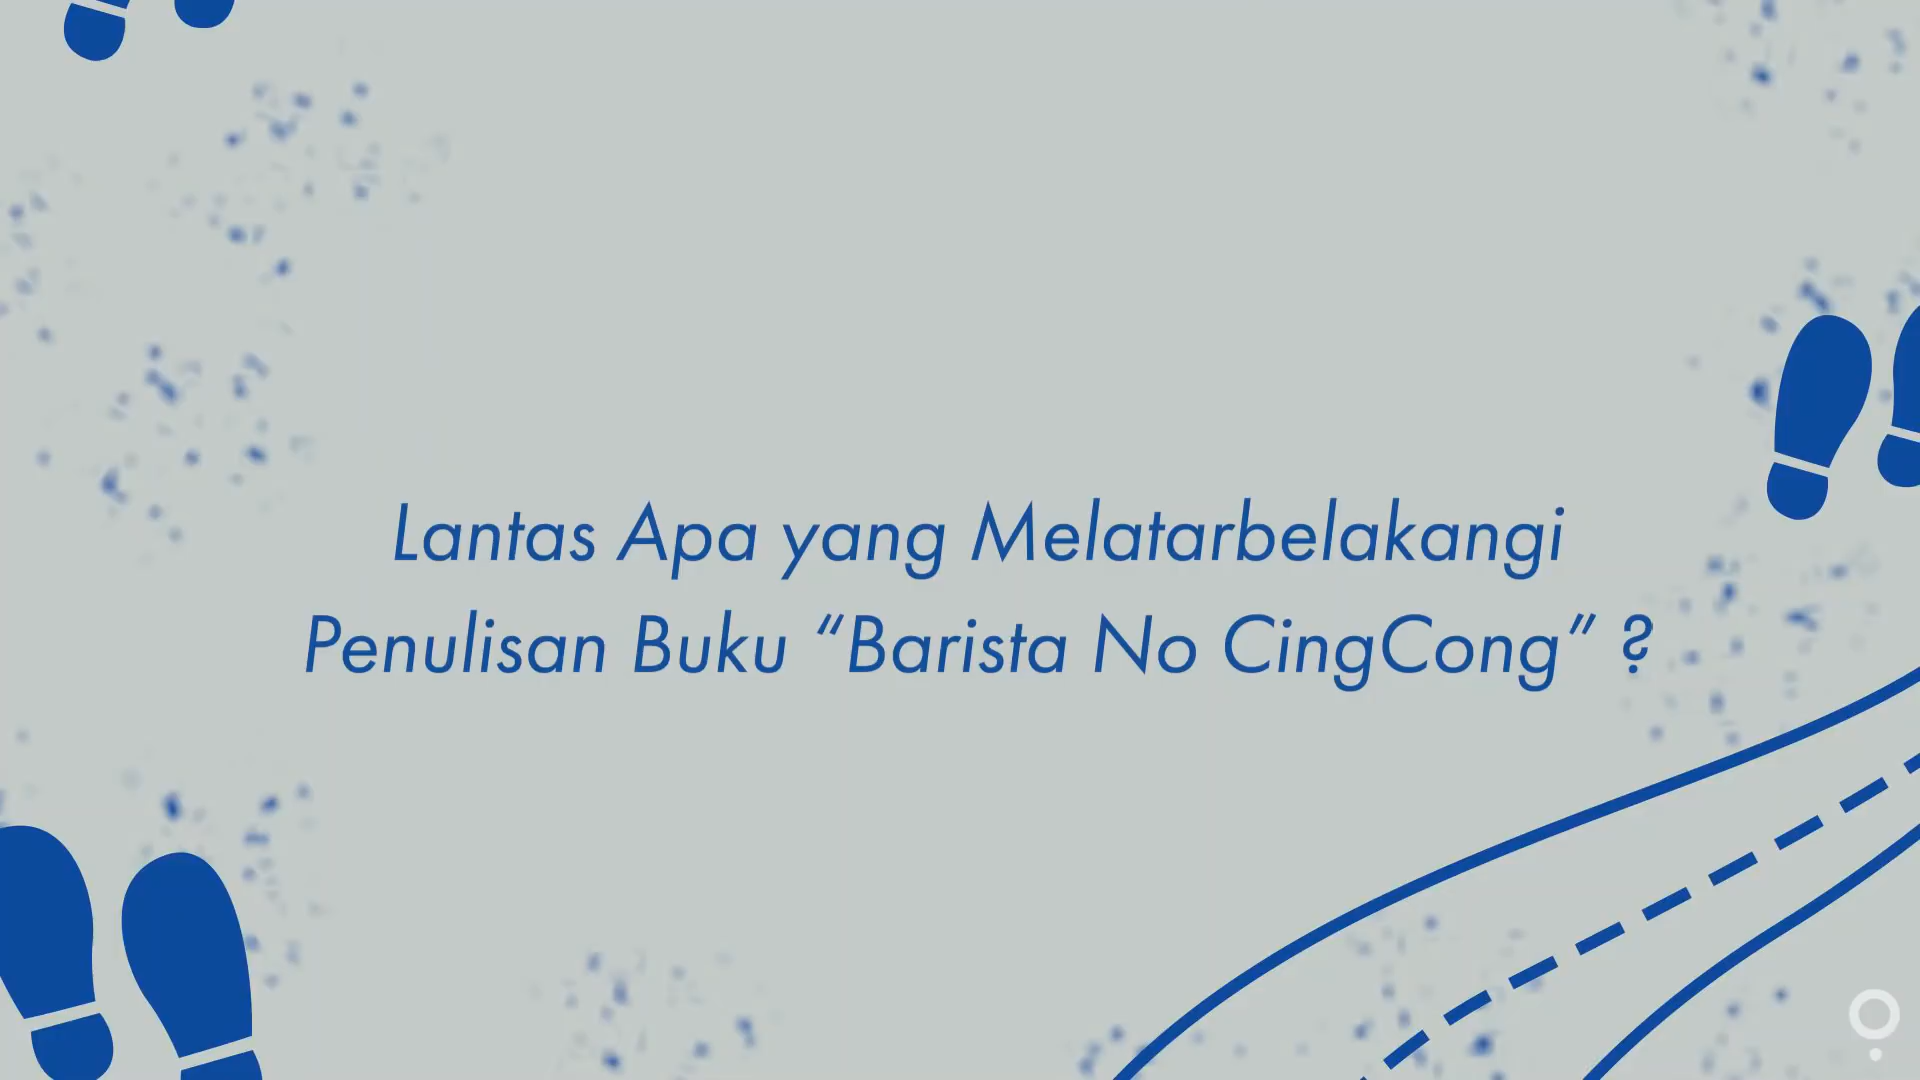 Lantas Apa yang Melatarbelakangi
Penulisan Buku “Barista No CingCong” ?